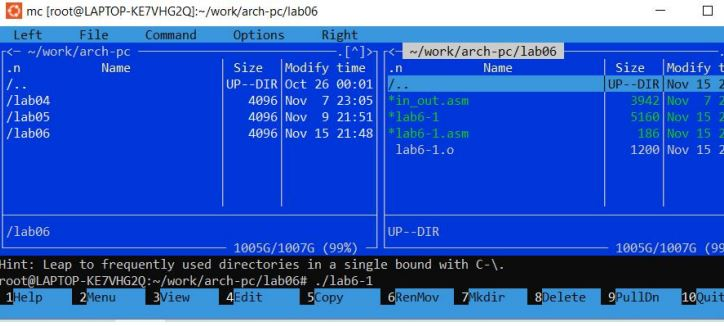 mc [root@LAPTOP-KE7VHG2Q]:~/work/arch-pc/lab06
Left File Command Options Right
<- ~/work/arch-pc .[^]> <- ~/work/arch-pc/lab06
.n Name Size Modify time .n Name Size Modify t
/.. UP--DIR Oct 26 00:01 /.. UP--DIR Nov 15 2
/lab04 4096 Nov 7 23:05 *in_out.asm 3942 Nov 7 2
/lab05 4096 Nov 9 21:51 *lab6-1 5160 Nov 15 2
/lab06 4096 Nov 15 21:48 *lab6-1.asm 186 Nov 15 2
lab6-1.o 1200 Nov 15 2
/lab06 UP--DIR
1005G/1007G (99%) 1005G/1007G (99
Hint: Leap to frequently used directories in a single bound with C-\.
root@LAPTOP-KE7VHG2Q:~/work/arch-pc/lab06# ./lab6-1
1Help 2Menu 3View 4Edit 5Copy 6RenMov 7Mkdir 8Delete 9PullDn 10Quit